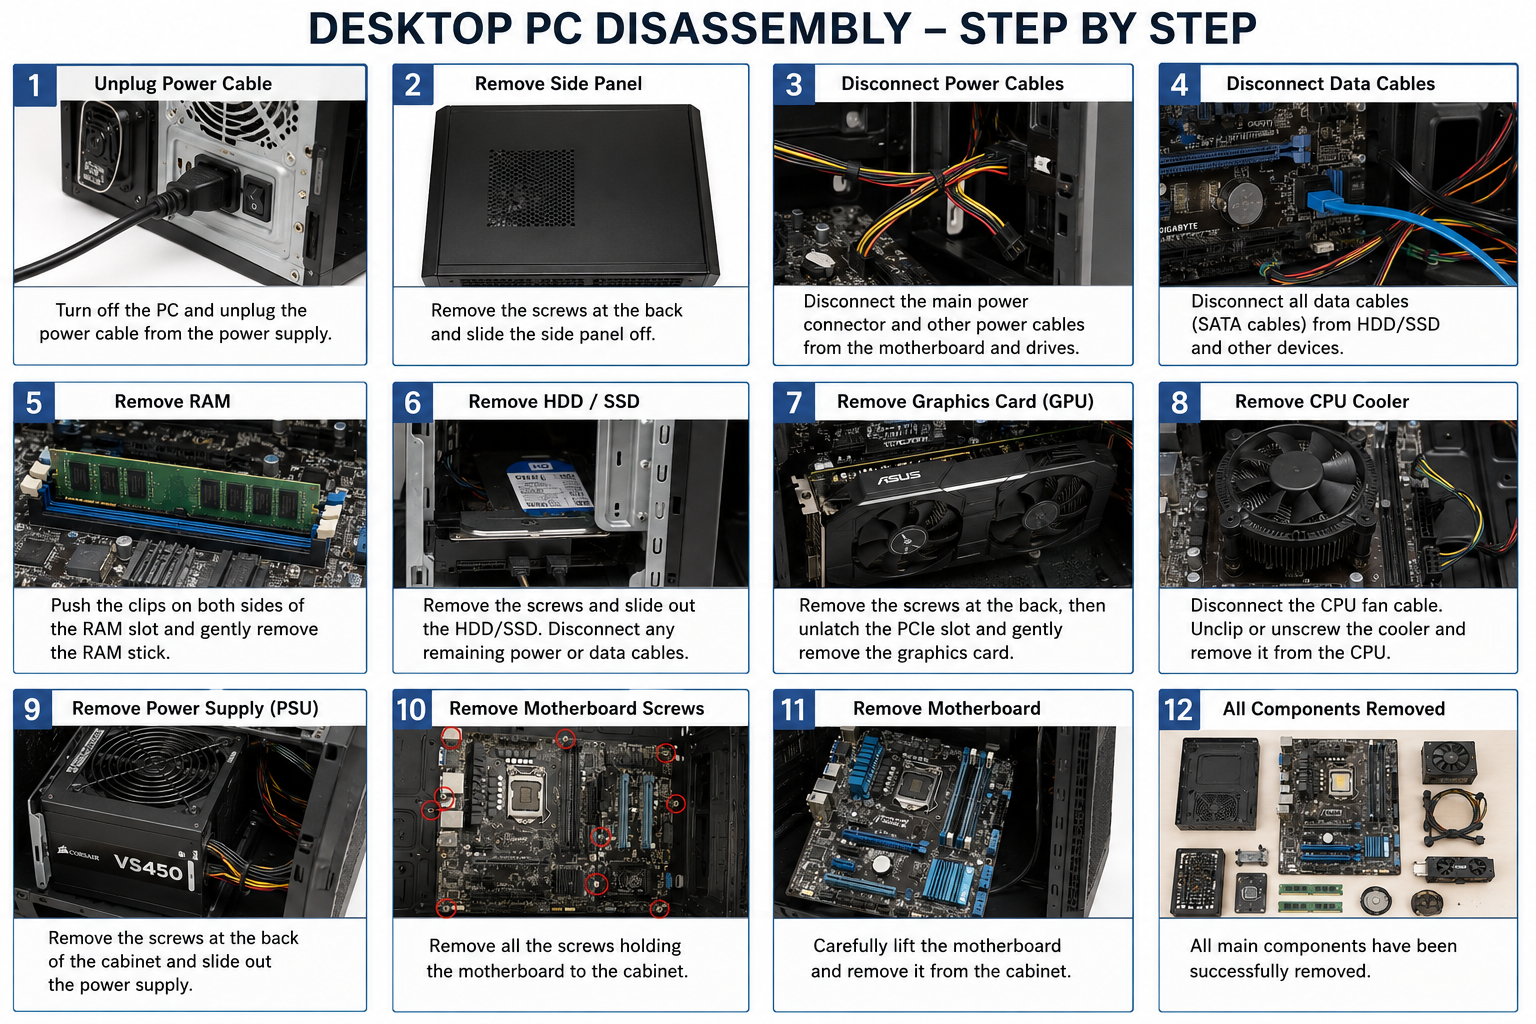 DESKTOP PC DISASSEMBLY – STEP BY STEP
1 Unplug Power Cable
Turn off the PC and unplug the
power cable from the power supply.
2 Remove Side Panel
Remove the screws at the back
and slide the side panel off.
3 Disconnect Power Cables
Disconnect the main power
connector and other power cables
from the motherboard and drives.
4 Disconnect Data Cables
GIGABYTE
Disconnect all data cables
(SATA cables) from HDD/SSD
and other devices.
5 Remove RAM
Push the clips on both sides of
the RAM slot and gently remove
the RAM stick.
6 Remove HDD / SSD
WD
Remove the screws and slide out
the HDD/SSD. Disconnect any
remaining power or data cables.
7 Remove Graphics Card (GPU)
ASUS
Remove the screws at the back, then
unlatch the PCIe slot and gently
remove the graphics card.
8 Remove CPU Cooler
Disconnect the CPU fan cable.
Unclip or unscrew the cooler and
remove it from the CPU.
9 Remove Power Supply (PSU)
CORSAIR
VS450
Remove the screws at the back
of the cabinet and slide out
the power supply.
10 Remove Motherboard Screws
Remove all the screws holding
the motherboard to the cabinet.
11 Remove Motherboard
Carefully lift the motherboard
and remove it from the cabinet.
12 All Components Removed
All main components have been
successfully removed.